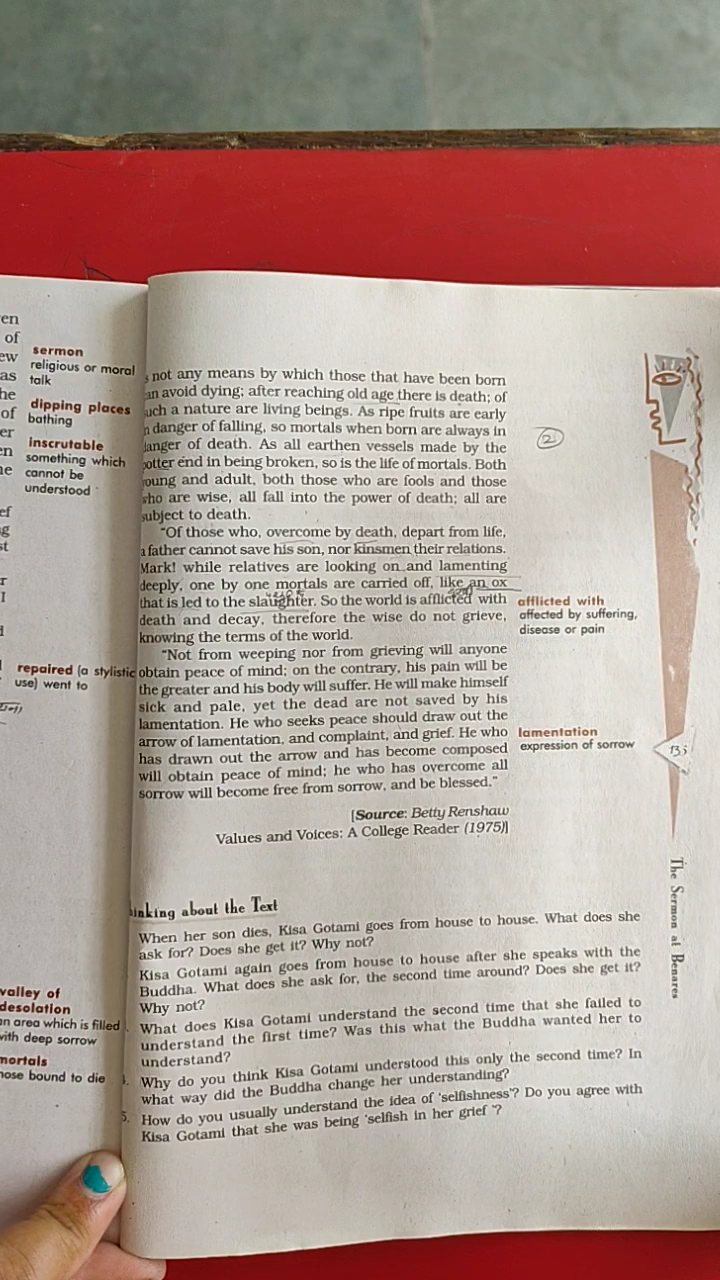 en
of
ew
as
he
of
er
en
ne
ef
g
st
r
I
sermon
religious or moral
talk
dipping places
bathing
inscrutable
something which
cannot be
understood
repaired (a stylistic
use) went to
valley of
desolation
an area which is filled
with deep sorrow
mortals
those bound to die
s not any means by which those that have been born
an avoid dying; after reaching old age there is death; of
uch a nature are living beings. As ripe fruits are early
n danger of falling, so mortals when born are always in
danger of death. As all earthen vessels made by the
potter end in being broken, so is the life of mortals. Both
young and adult, both those who are fools and those
who are wise, all fall into the power of death; all are
subject to death.
"Of those who, overcome by death, depart from life,
a father cannot save his son, nor kinsmen their relations.
Mark! while relatives are looking on and lamenting
deeply, one by one mortals are carried off, like an ox
that is led to the slaughter. So the world is afflicted with
death and decay, therefore the wise do not grieve,
knowing the terms of the world.
"Not from weeping nor from grieving will anyone
obtain peace of mind; on the contrary, his pain will be
the greater and his body will suffer. He will make himself
sick and pale, yet the dead are not saved by his
lamentation. He who seeks peace should draw out the
arrow of lamentation, and complaint, and grief. He who
has drawn out the arrow and has become composed
will obtain peace of mind; he who has overcome all
sorrow will become free from sorrow, and be blessed."
[Source: Betty Renshaw
Values and Voices: A College Reader (1975)]
2
afflicted with
affected by suffering,
disease or pain
lamentation
expression of sorrow
135
The Sermon at Benares
inking about the Text
When her son dies, Kisa Gotami goes from house to house. What does she
ask for? Does she get it? Why not?
Kisa Gotami again goes from house to house after she speaks with the
Buddha. What does she ask for, the second time around? Does she get it?
Why not?
What does Kisa Gotami understand the second time that she failed to
understand the first time? Was this what the Buddha wanted her to
understand?
Why do you think Kisa Gotami understood this only the second time? In
what way did the Buddha change her understanding?
5. How do you usually understand the idea of 'selfishness'? Do you agree with
Kisa Gotami that she was being 'selfish in her grief '?